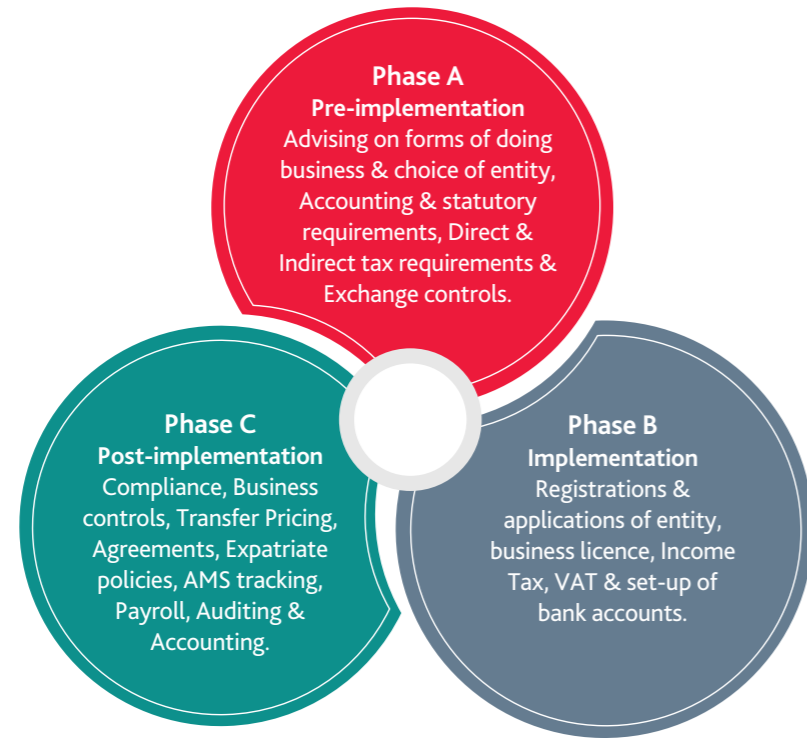 Phase A
Pre-implementation
Advising on forms of doing
business & choice of entity,
Accounting & statutory
requirements, Direct &
Indirect tax requirements &
Exchange controls.
Phase B
Implementation
Registrations &
applications of entity,
business licence, Income
Tax, VAT & set-up of
bank accounts.
Phase C
Post-implementation
Compliance, Business
controls, Transfer Pricing,
Agreements, Expatriate
policies, AMS tracking,
Payroll, Auditing &
Accounting.